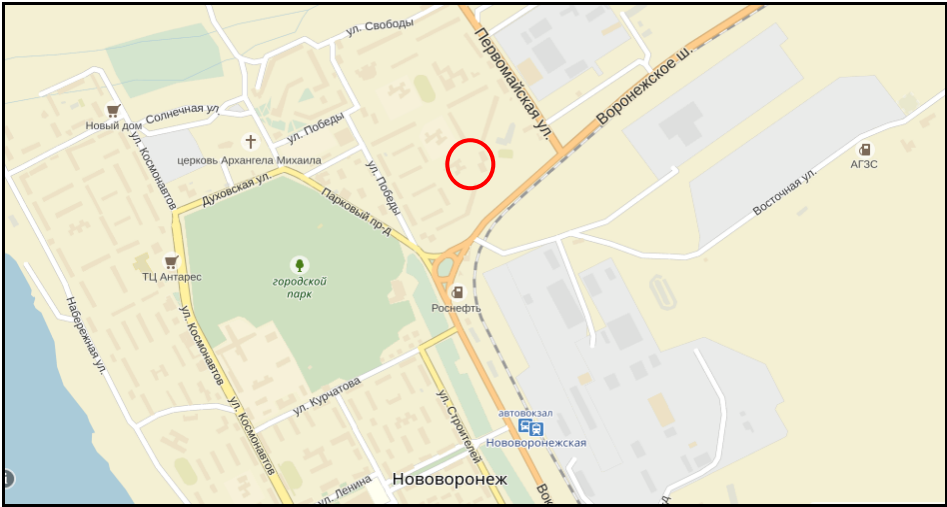 ул. Свободы
Первомайская ул.
Воронежское ш.
Новый дом
Солнечная ул.
ул. Победы
церковь Архангела Михаила
ул. Космонавтов
Духовская ул.
ул. Победы
Парковый пр-д
АГЗС
Восточная ул.
ТЦ Антарес
городской
парк
Роснефть
Набережная ул.
ул. Космонавтов
ул. Курчатова
ул. Космонавтов
ул. Строителей
автовокзал
Нововоронежская
Нововоронеж
ул. Ленина
Вок
д